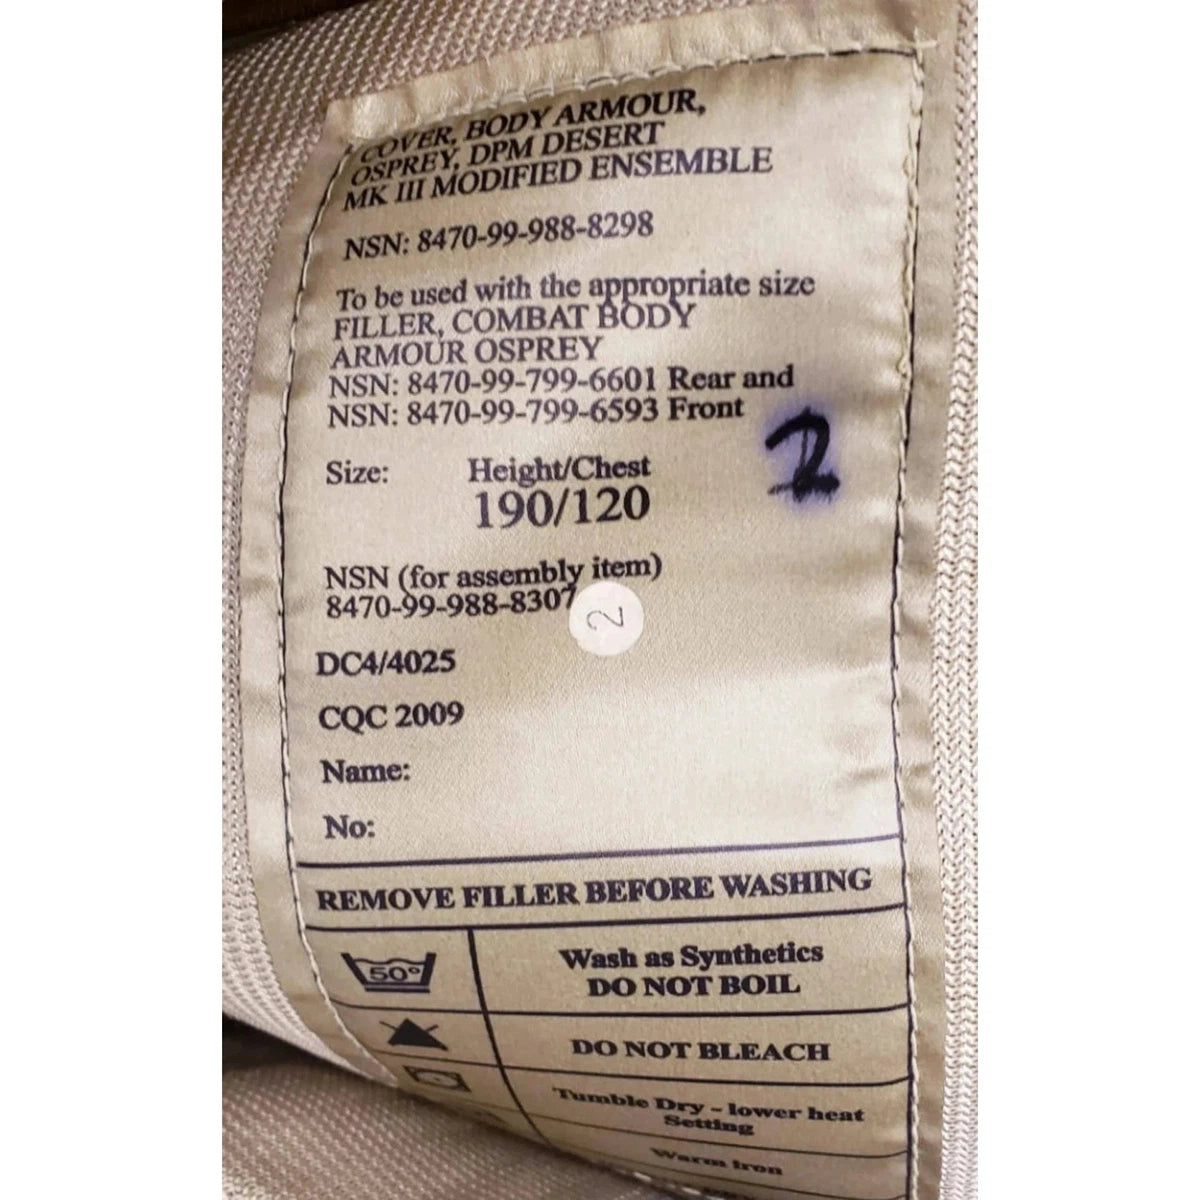 COVER, BODY ARMOUR,
OSPREY, DPM DESERT
MK III MODIFIED ENSEMBLE
NSN: 8470-99-988-8298
To be used with the appropriate size
FILLER, COMBAT BODY
ARMOUR OSPREY
NSN: 8470-99-799-6601 Rear and
NSN: 8470-99-799-6593 Front
2
Size: Height/Chest
190/120
NSN (for assembly item)
8470-99-988-8307
2
DC4/4025
CQC 2009
Name:
No:
REMOVE FILLER BEFORE WASHING
50°
Wash as Synthetics
DO NOT BOIL
DO NOT BLEACH
Tumble Dry - lower heat
Setting
Warm iron